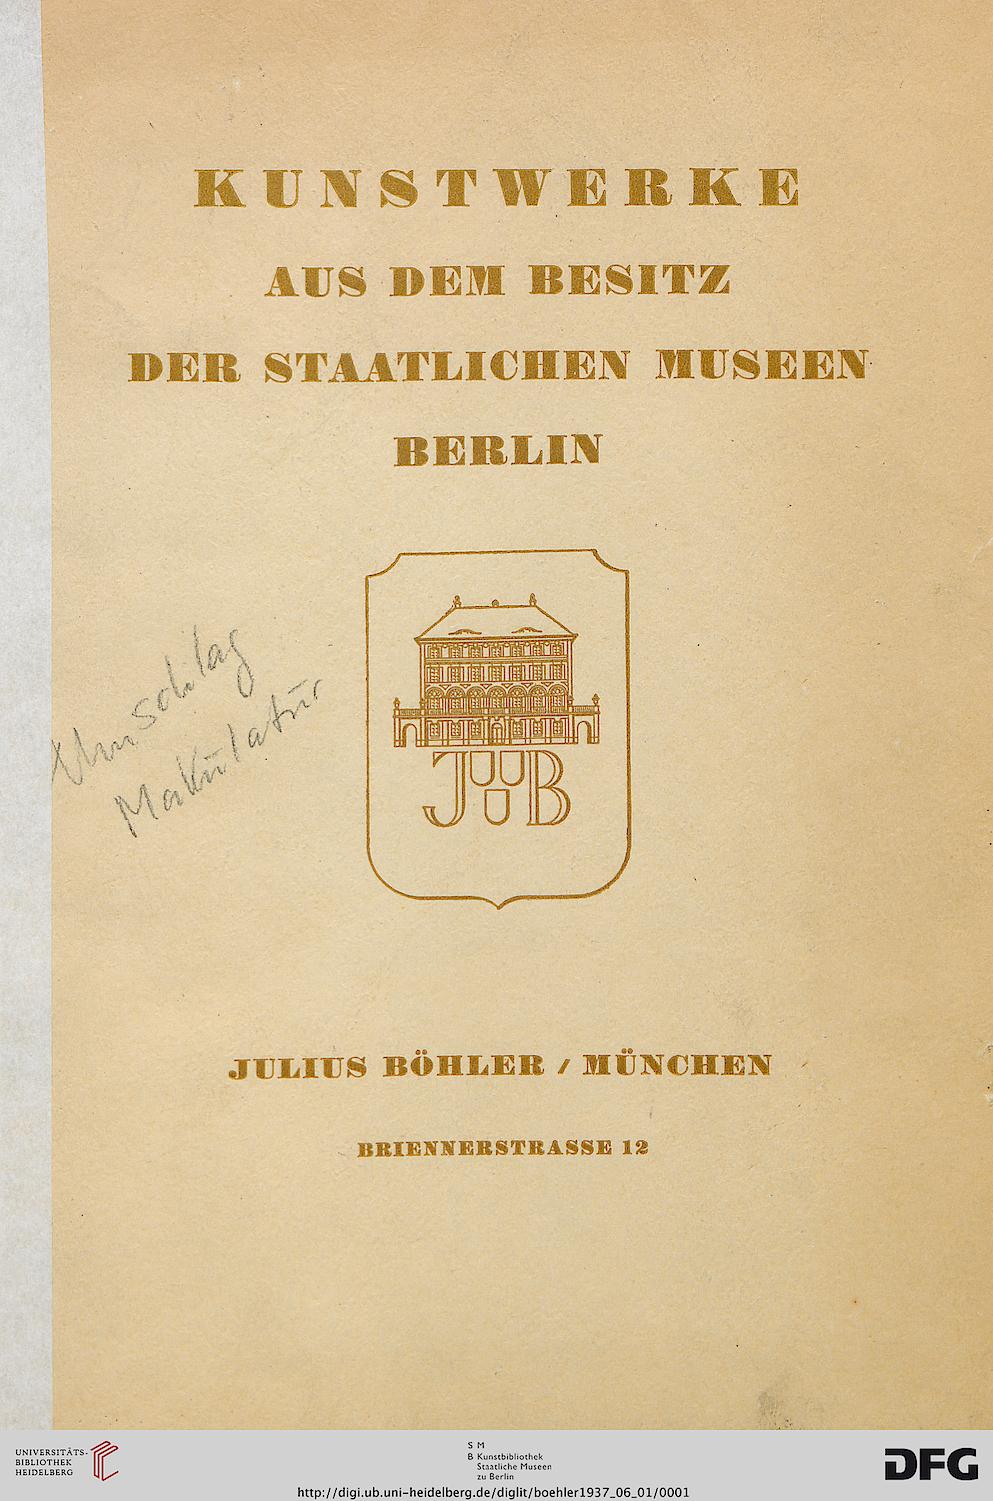 KUNSTWERKE
AUS DEM BESITZ
DER STAATLICHEN MUSEEN
BERLIN
Umschlag
Makulatur
JUB
JULIUS BÖHLER / MÜNCHEN
BRIENNERSTRASSE 12
UNIVERSITÄTS-
BIBLIOTHEK
HEIDELBERG
S M
B Kunstbibliothek
Staatliche Museen
zu Berlin
DFG
http://digi.ub.uni-heidelberg.de/diglit/boehler1937_06_01/0001